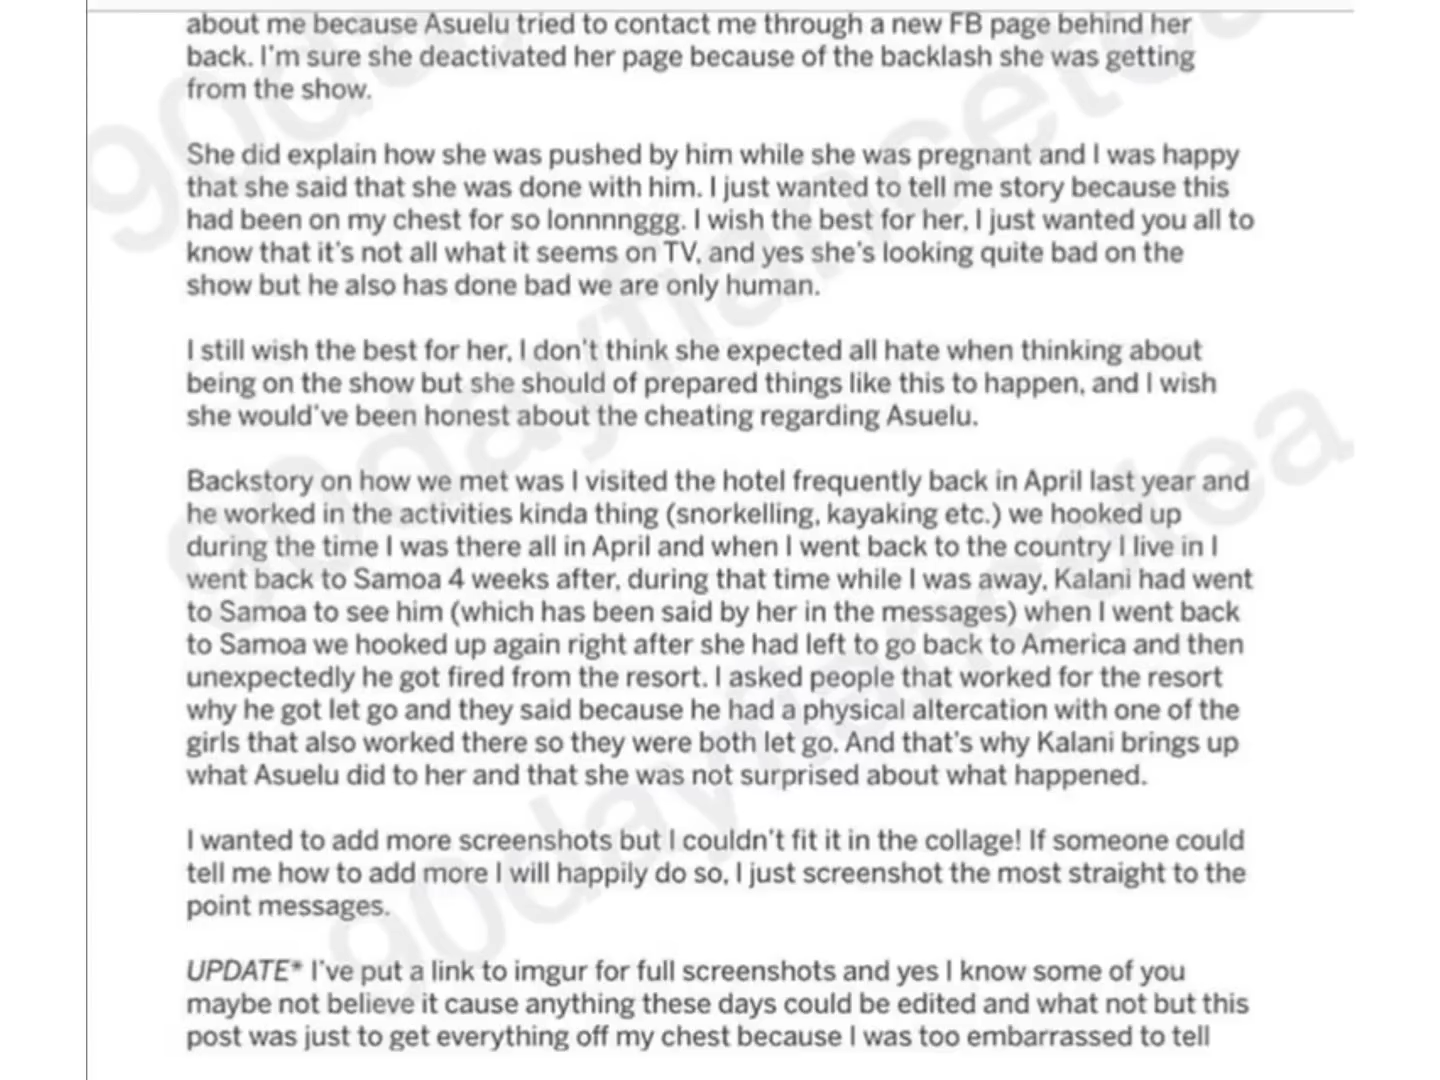 about me because Asuelu tried to contact me through a new FB page behind her
back. I'm sure she deactivated her page because of the backlash she was getting
from the show.
She did explain how she was pushed by him while she was pregnant and I was happy
that she said that she was done with him. I just wanted to tell me story because this
had been on my chest for so lonnnnggg. I wish the best for her, I just wanted you all to
know that it's not all what it seems on TV, and yes she's looking quite bad on the
show but he also has done bad we are only human.
I still wish the best for her, I don't think she expected all hate when thinking about
being on the show but she should of prepared things like this to happen, and I wish
she would've been honest about the cheating regarding Asuelu.
Backstory on how we met was I visited the hotel frequently back in April last year and
he worked in the activities kinda thing (snorkelling, kayaking etc.) we hooked up
during the time I was there all in April and when I went back to the country I live in I
went back to Samoa 4 weeks after, during that time while I was away, Kalani had went
to Samoa to see him (which has been said by her in the messages) when I went back
to Samoa we hooked up again right after she had left to go back to America and then
unexpectedly he got fired from the resort. I asked people that worked for the resort
why he got let go and they said because he had a physical altercation with one of the
girls that also worked there so they were both let go. And that's why Kalani brings up
what Asuelu did to her and that she was not surprised about what happened.
I wanted to add more screenshots but I couldn't fit it in the collage! If someone could
tell me how to add more I will happily do so, I just screenshot the most straight to the
point messages.
UPDATE* I've put a link to imgur for full screenshots and yes I know some of you
maybe not believe it cause anything these days could be edited and what not but this
post was just to get everything off my chest because I was too embarrassed to tell
90dayfiancetea
90dayfiancetea
90dayfiancetea